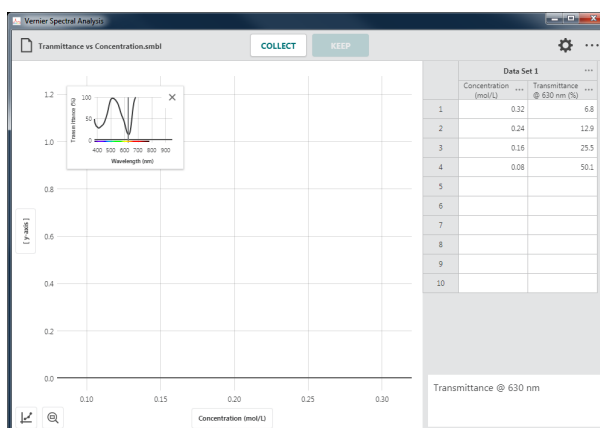 Vernier Spectral Analysis
Tranmittance vs Concentration.smbl
COLLECT
KEEP
...
1.2
1.0
0.8
0.6
0.4
0.2
0.0
[ y-axis ]
0.10 0.15 0.20 0.25 0.30
Concentration (mol/L)
Transmittance (%)
100
50
0
400 500 600 700 800 900
Wavelength (nm)
Data Set 1 ...
Concentration (mol/L) ... Transmittance @ 630 nm (%) ...
1 0.32 6.8
2 0.24 12.9
3 0.16 25.5
4 0.08 50.1
5
6
7
8
9
10
Transmittance @ 630 nm